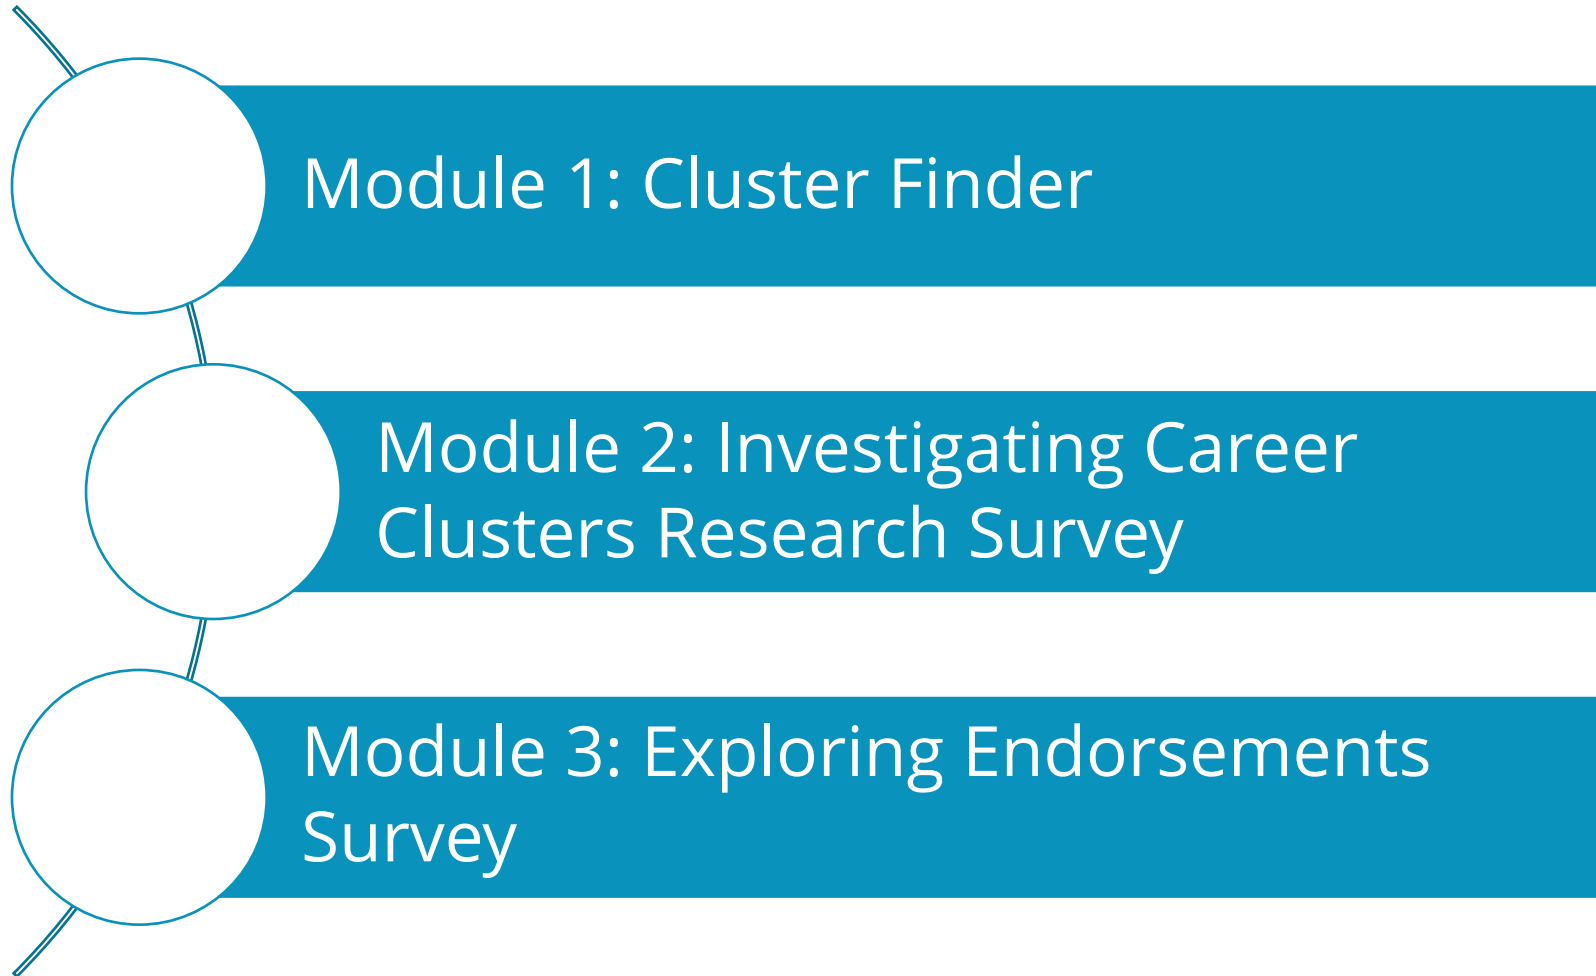 Module 1: Cluster Finder
Module 2: Investigating Career
Clusters Research Survey
Module 3: Exploring Endorsements
Survey